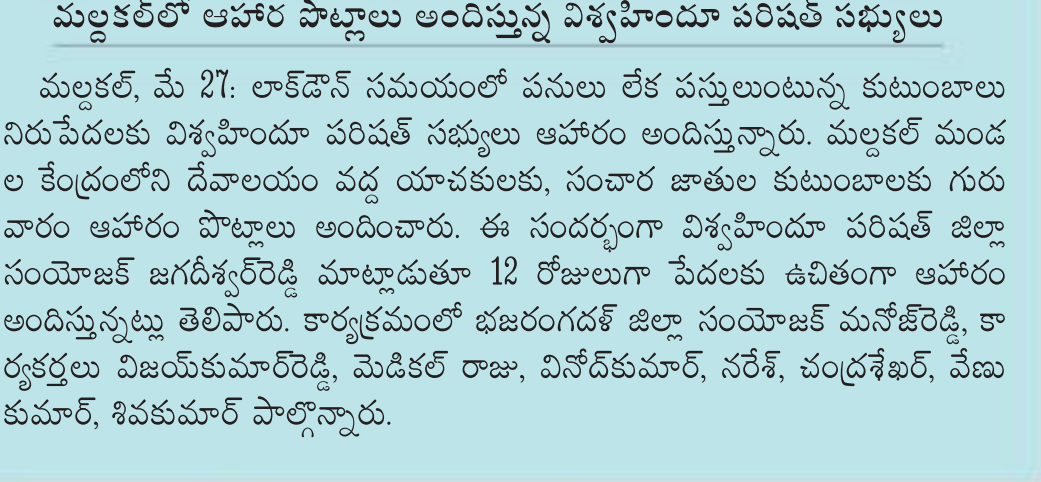 మల్దకల్‌లో ఆహార పొట్లాలు అందిస్తున్న విశ్వహిందూ పరిషత్ సభ్యులు
మల్దకల్, మే 27: లాక్‌డౌన్ సమయంలో పనులు లేక పస్తులుంటున్న కుటుంబాలు
నిరుపేదలకు విశ్వహిందూ పరిషత్ సభ్యులు ఆహారం అందిస్తున్నారు. మల్దకల్ మండ
ల కేంద్రంలోని దేవాలయం వద్ద యాచకులకు, సంచార జాతుల కుటుంబాలకు గురు
వారం ఆహారం పొట్లాలు అందించారు. ఈ సందర్భంగా విశ్వహిందూ పరిషత్ జిల్లా
సంయోజక్ జగదీశ్వర్‌రెడ్డి మాట్లాడుతూ 12 రోజులుగా పేదలకు ఉచితంగా ఆహారం
అందిస్తున్నట్లు తెలిపారు. కార్యక్రమంలో భజరంగదళ్ జిల్లా సంయోజక్ మనోజ్‌రెడ్డి, కా
ర్యకర్తలు విజయ్‌కుమార్‌రెడ్డి, మెడికల్ రాజు, వినోద్‌కుమార్, నరేశ్, చంద్రశేఖర్, వేణు
కుమార్, శివకుమార్ పాల్గొన్నారు.